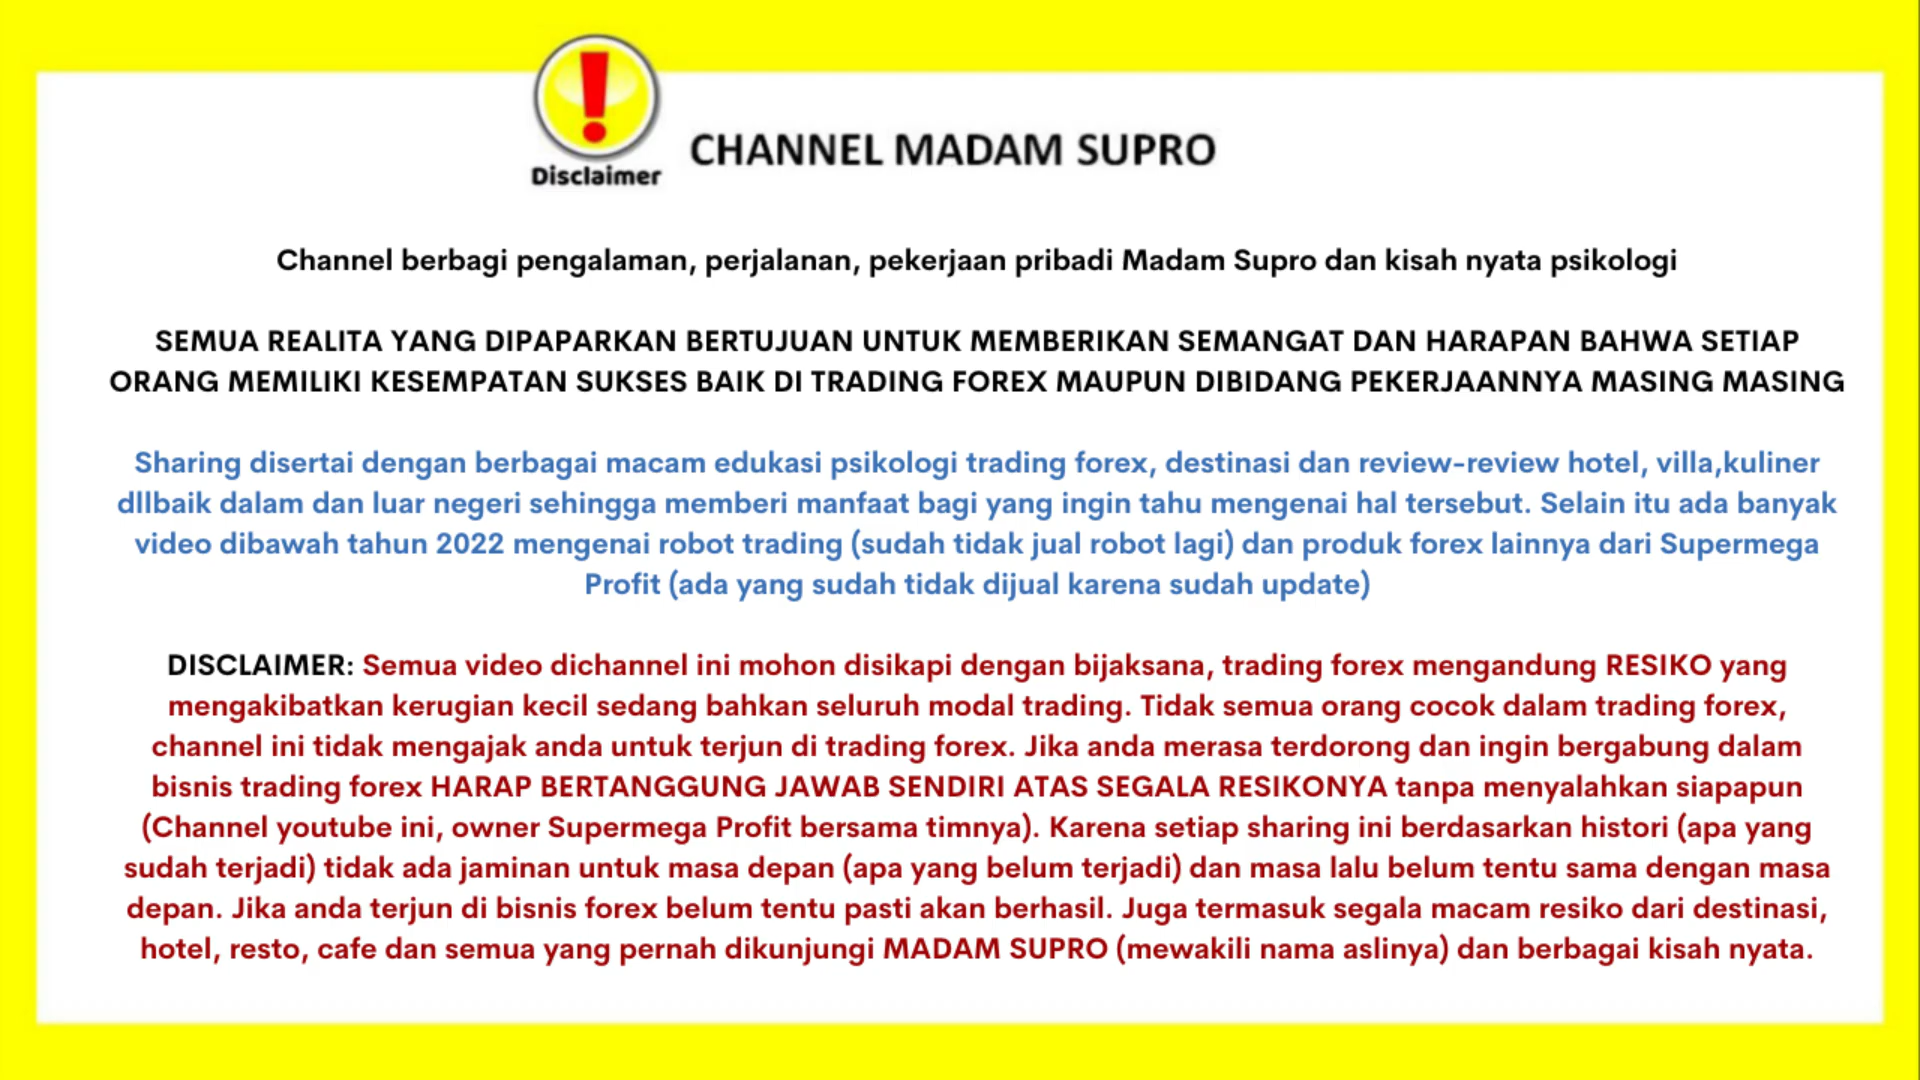 Disclaimer
CHANNEL MADAM SUPRO
Channel berbagi pengalaman, perjalanan, pekerjaan pribadi Madam Supro dan kisah nyata psikologi
SEMUA REALITA YANG DIPAPARKAN BERTUJUAN UNTUK MEMBERIKAN SEMANGAT DAN HARAPAN BAHWA SETIAP
ORANG MEMILIKI KESEMPATAN SUKSES BAIK DI TRADING FOREX MAUPUN DIBIDANG PEKERJAANNYA MASING MASING
Sharing disertai dengan berbagai macam edukasi psikologi trading forex, destinasi dan review-review hotel, villa,kuliner
dllbaik dalam dan luar negeri sehingga memberi manfaat bagi yang ingin tahu mengenai hal tersebut. Selain itu ada banyak
video dibawah tahun 2022 mengenai robot trading (sudah tidak jual robot lagi) dan produk forex lainnya dari Supermega
Profit (ada yang sudah tidak dijual karena sudah update)
DISCLAIMER: Semua video dichannel ini mohon disikapi dengan bijaksana, trading forex mengandung RESIKO yang
mengakibatkan kerugian kecil sedang bahkan seluruh modal trading. Tidak semua orang cocok dalam trading forex,
channel ini tidak mengajak anda untuk terjun di trading forex. Jika anda merasa terdorong dan ingin bergabung dalam
bisnis trading forex HARAP BERTANGGUNG JAWAB SENDIRI ATAS SEGALA RESIKONYA tanpa menyalahkan siapapun
(Channel youtube ini, owner Supermega Profit bersama timnya). Karena setiap sharing ini berdasarkan histori (apa yang
sudah terjadi) tidak ada jaminan untuk masa depan (apa yang belum terjadi) dan masa lalu belum tentu sama dengan masa
depan. Jika anda terjun di bisnis forex belum tentu pasti akan berhasil. Juga termasuk segala macam resiko dari destinasi,
hotel, resto, cafe dan semua yang pernah dikunjungi MADAM SUPRO (mewakili nama aslinya) dan berbagai kisah nyata.